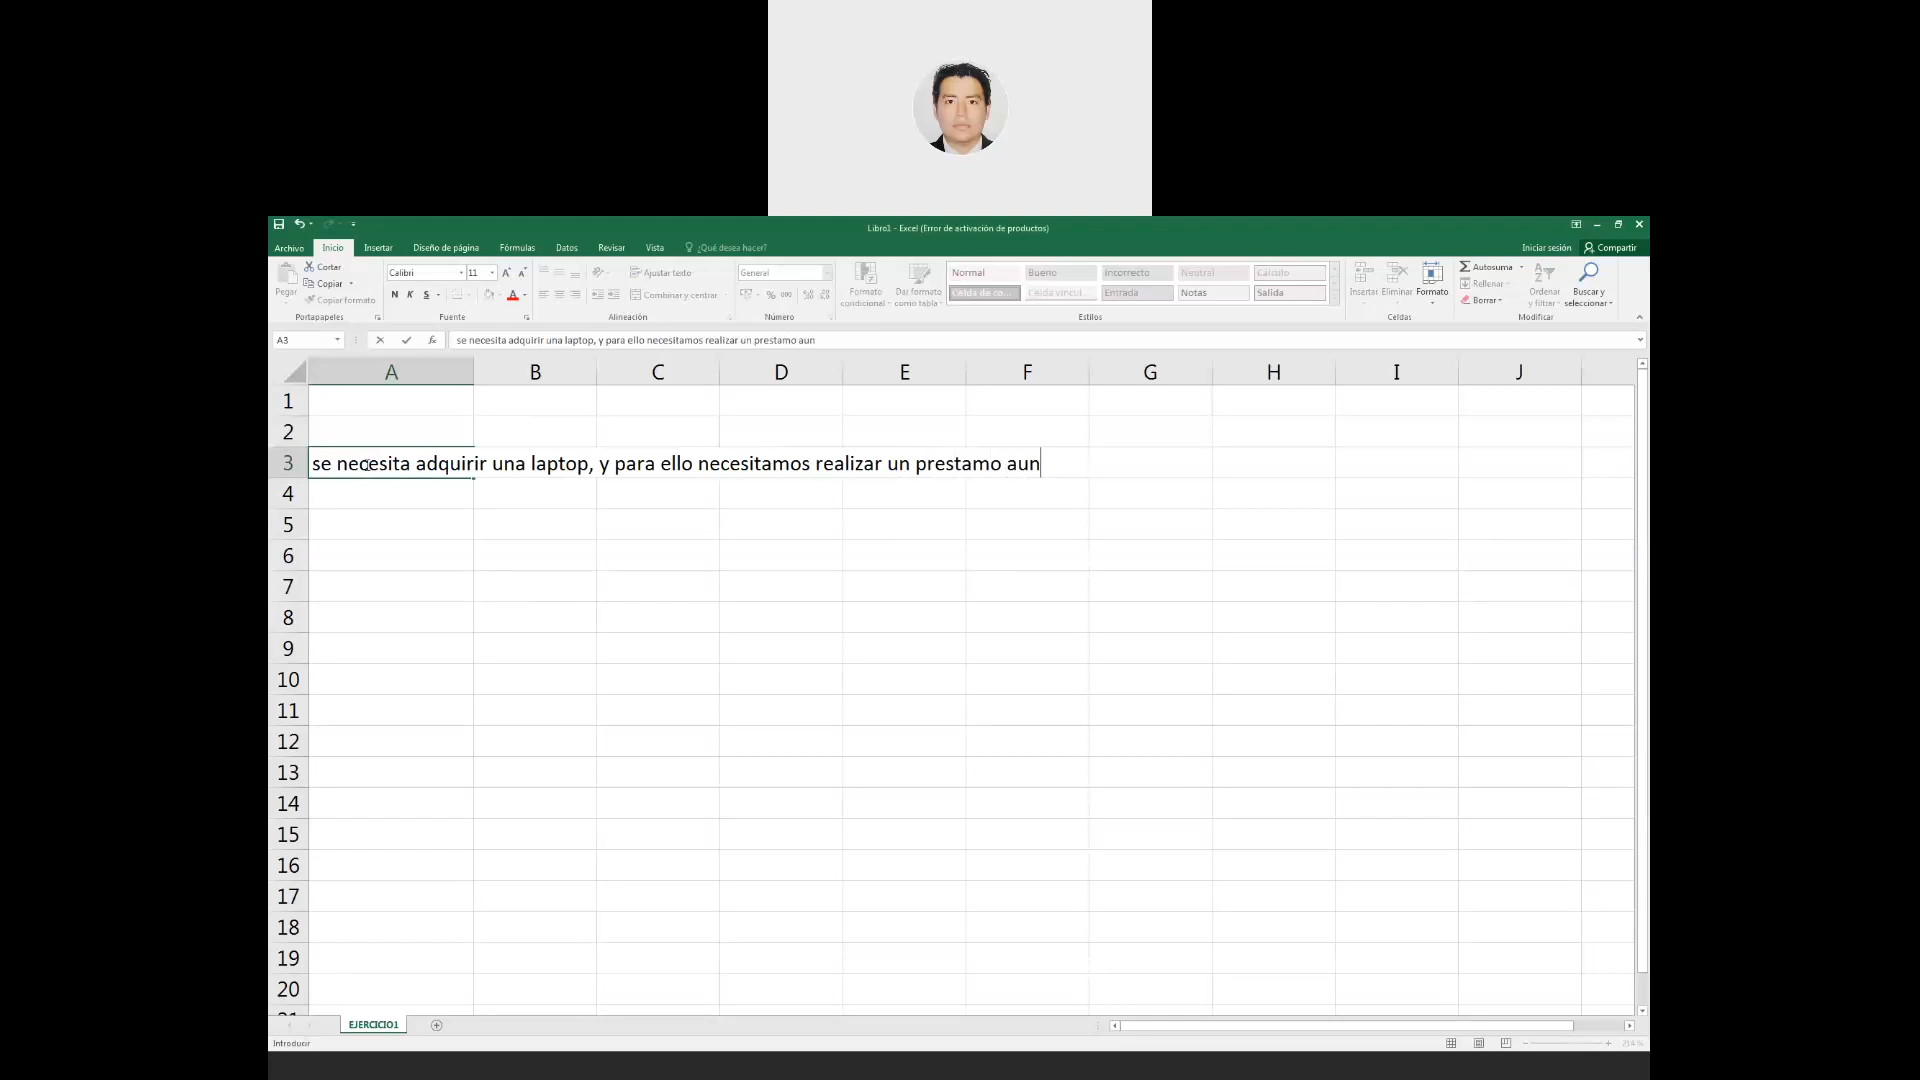 Libro1 - Excel (Error de activación de productos)
Archivo Inicio Insertar Diseño de página Fórmulas Datos Revisar Vista ¿Qué desea hacer? Iniciar sesión Compartir
Pegar
Cortar
Copiar
Copiar formato
Portapapeles
Calibri 11
N K S
Fuente
Ajustar texto
Combinar y centrar
Alineación
General
% 000
Número
Formato condicional
Dar formato como tabla
Normal Bueno Incorrecto Neutral Cálculo
Celda de co... Celda vincul... Entrada Notas Salida
Estilos
Insertar Eliminar Formato
Celdas
Autosuma
Rellenar
Borrar
Ordenar y filtrar
Buscar y seleccionar
Modificar
A3 fx se necesita adquirir una laptop, y para ello necesitamos realizar un prestamo aun
A B C D E F G H I J
1
2
3 se necesita adquirir una laptop, y para ello necesitamos realizar un prestamo aun
4
5
6
7
8
9
10
11
12
13
14
15
16
17
18
19
20
EJERCICIO1
Introducir 214 %